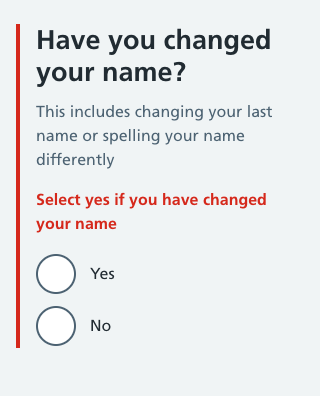 Have you changed
your name?
This includes changing your last
name or spelling your name
differently
Select yes if you have changed
your name
Yes
No